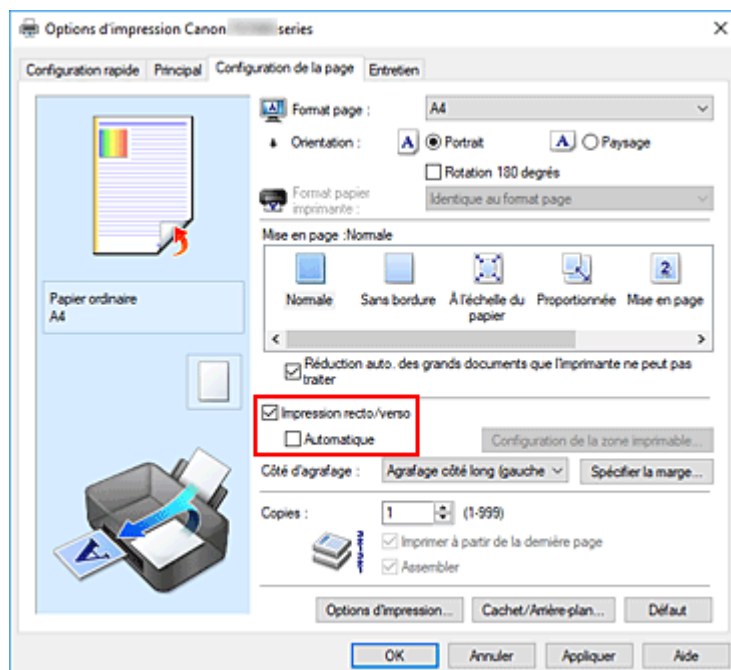 Options d'impression Canon series
Configuration rapide Principal Configuration de la page Entretien
Format page : A4
Orientation : A Portrait A Paysage
Rotation 180 degrés
Format papier
imprimante : Identique au format page
Mise en page :Normale
2
Normale Sans bordure À l'échelle du
papier Proportionnée Mise en page
Papier ordinaire
A4
Réduction auto. des grands documents que l'imprimante ne peut pas
traiter
Impression recto/verso
Automatique Configuration de la zone imprimable...
Côté d'agrafage : Agrafage côté long (gauche Spécifier la marge...
Copies : 1 (1-999)
Imprimer à partir de la dernière page
Assembler
A
Options d'impression... Cachet/Arrière-plan... Défaut
OK Annuler Appliquer Aide